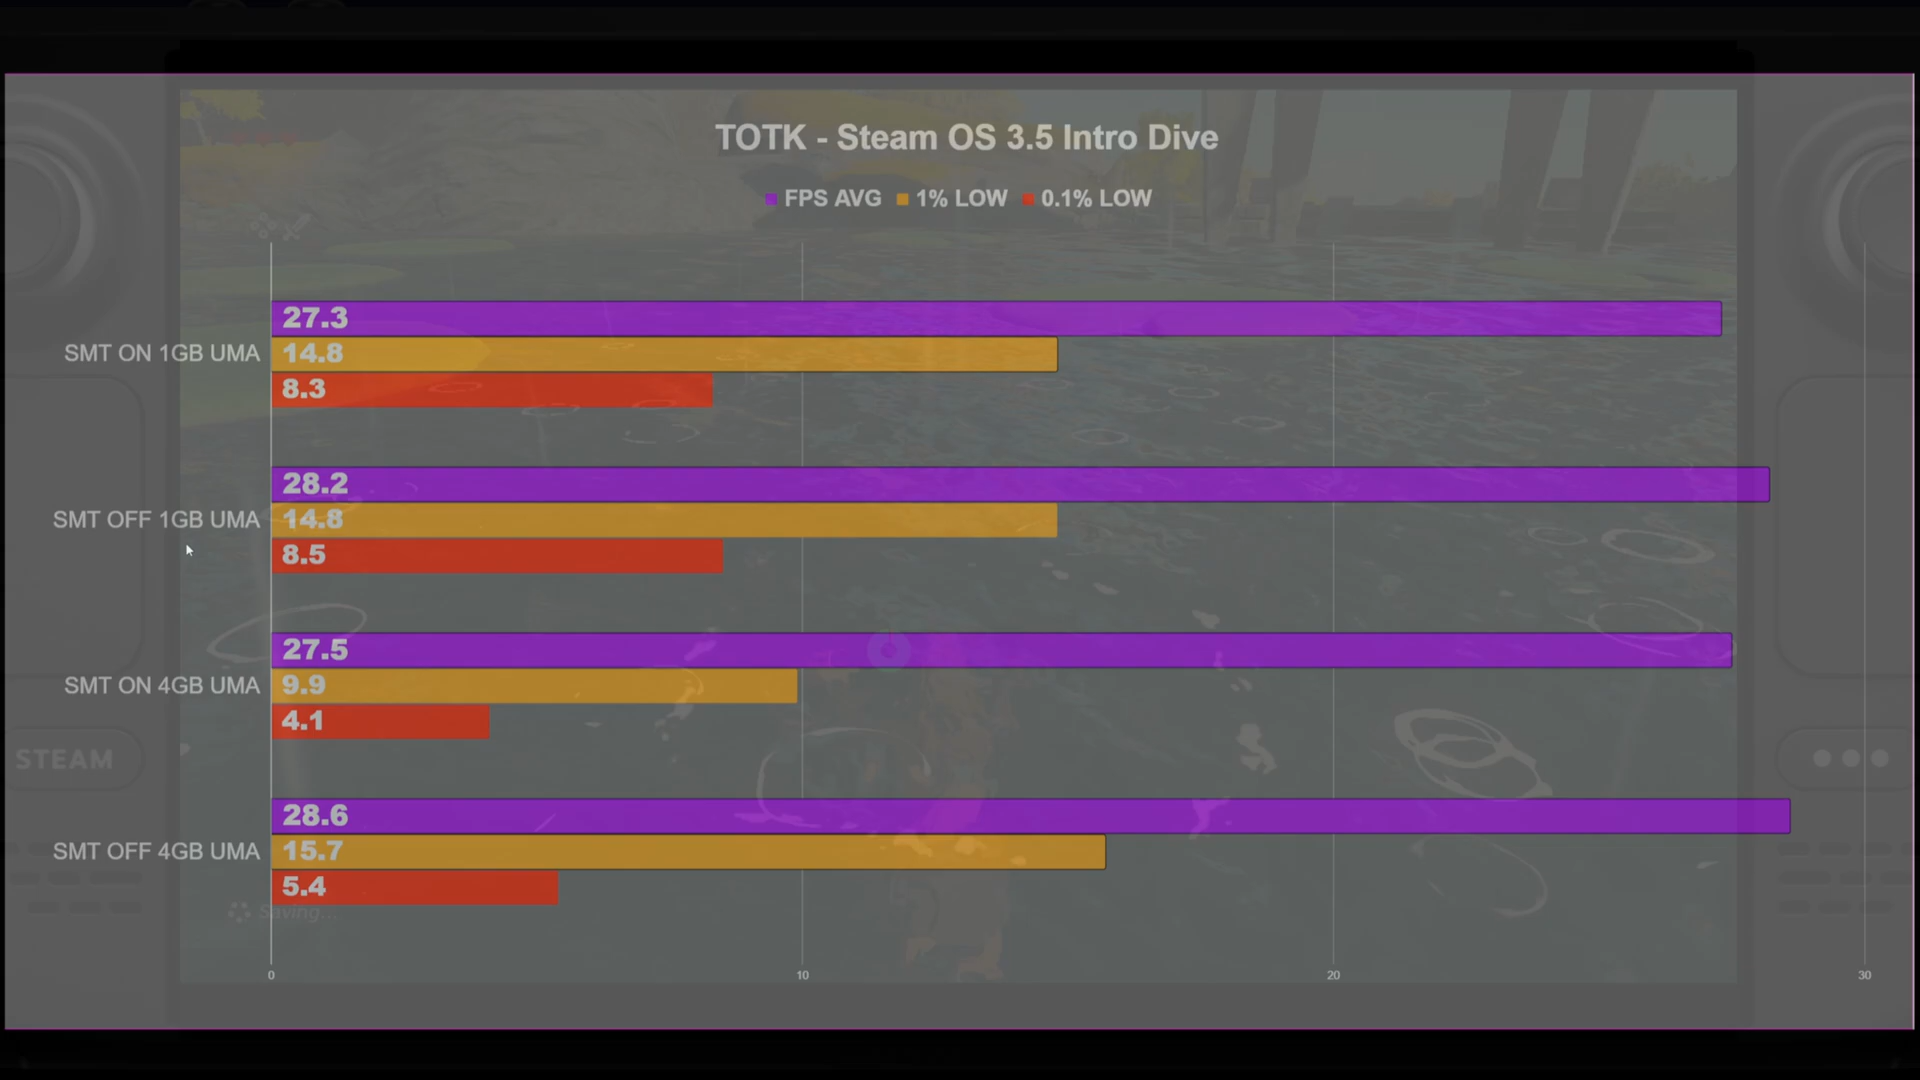 TOTK - Steam OS 3.5 Intro Dive
FPS AVG 1% LOW 0.1% LOW
SMT ON 1GB UMA
27.3
14.8
8.3
SMT OFF 1GB UMA
28.2
14.8
8.5
SMT ON 4GB UMA
27.5
9.9
4.1
STEAM
SMT OFF 4GB UMA
28.6
15.7
5.4
Saving...
0 10 20 30